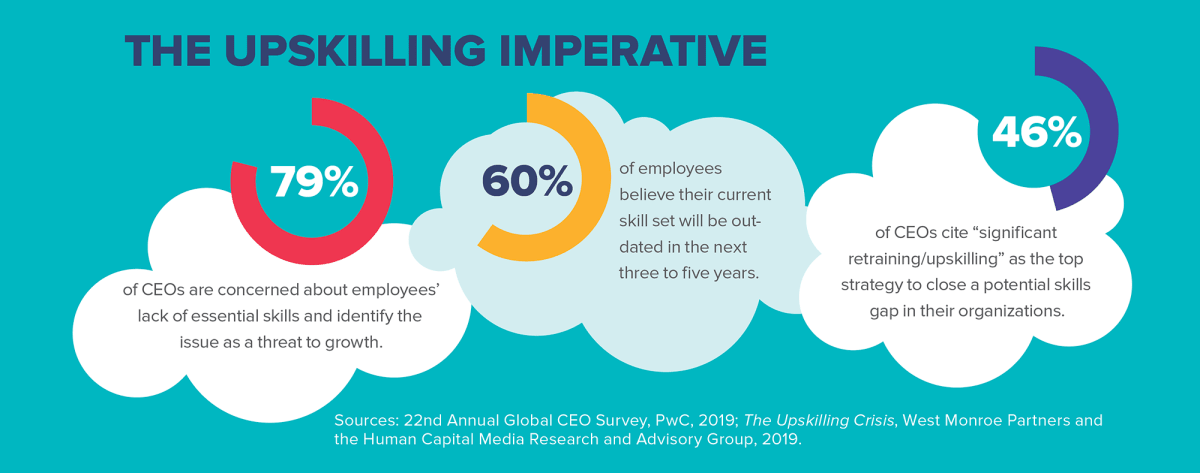 THE UPSKILLING IMPERATIVE
79%
of CEOs are concerned about employees’
lack of essential skills and identify the
issue as a threat to growth.
60%
of employees
believe their current
skill set will be out-
dated in the next
three to five years.
46%
of CEOs cite “significant
retraining/upskilling” as the top
strategy to close a potential skills
gap in their organizations.
Sources: 22nd Annual Global CEO Survey, PwC, 2019; The Upskilling Crisis, West Monroe Partners and
the Human Capital Media Research and Advisory Group, 2019.